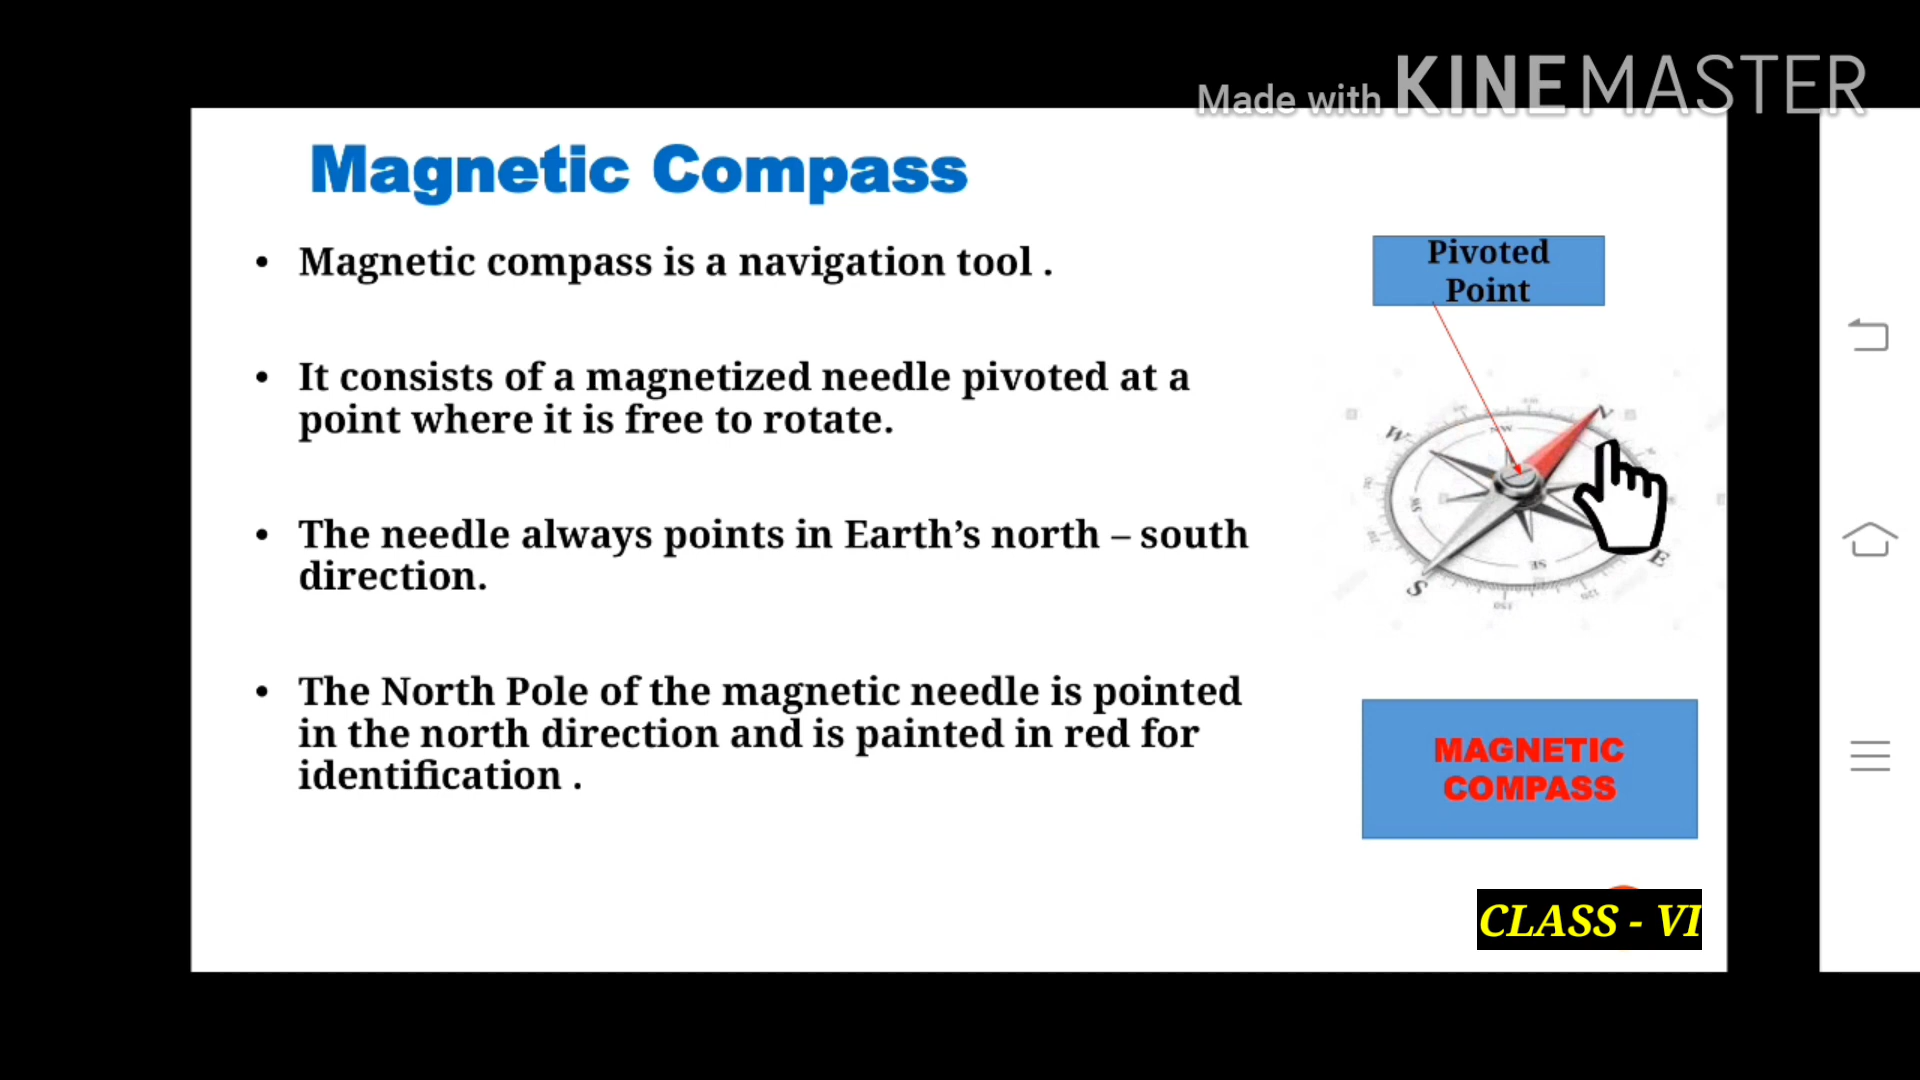 Made with KINEMASTER
Magnetic Compass
• Magnetic compass is a navigation tool .
• It consists of a magnetized needle pivoted at a
point where it is free to rotate.
• The needle always points in Earth’s north – south
direction.
• The North Pole of the magnetic needle is pointed
in the north direction and is painted in red for
identification .
Pivoted
Point
N
W
NW
E
SE
S
MAGNETIC
COMPASS
CLASS - VI